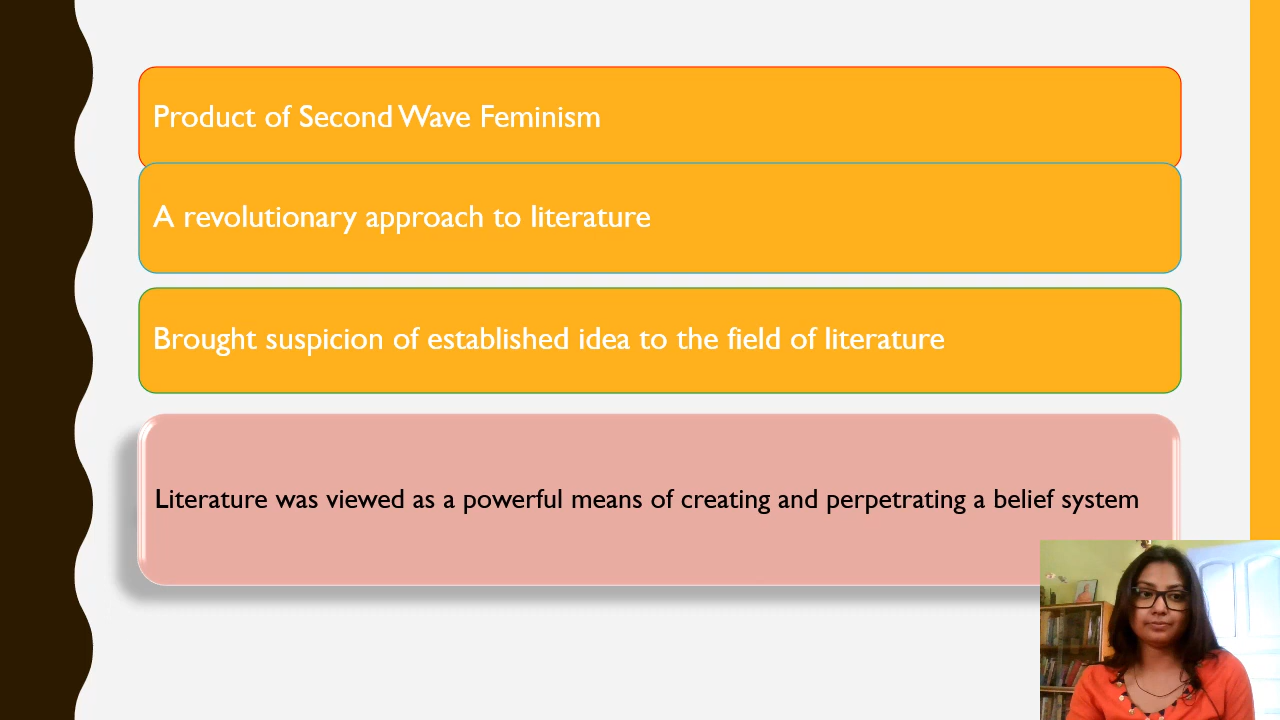 Product of Second Wave Feminism
A revolutionary approach to literature
Brought suspicion of established idea to the field of literature
Literature was viewed as a powerful means of creating and perpetrating a belief system